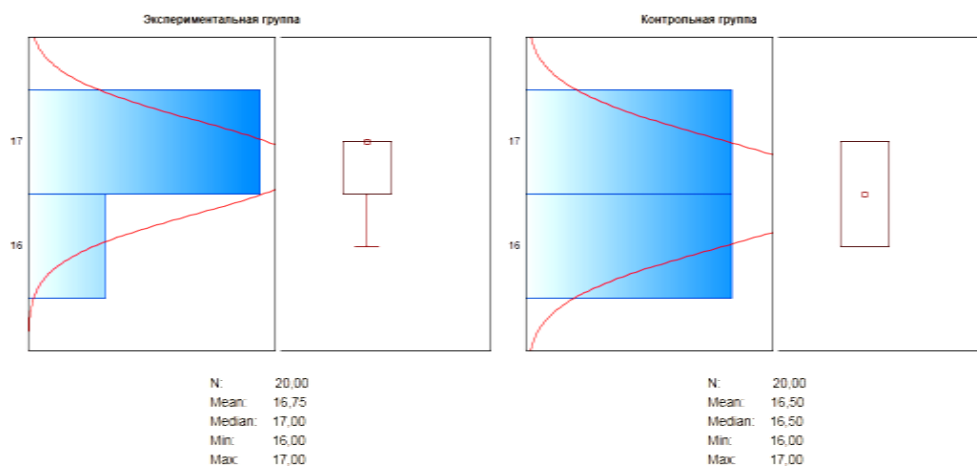 Экспериментальная группа
17
16
N: 20,00
Mean: 16,75
Median: 17,00
Min: 16,00
Max: 17,00
Контрольная группа
17
16
N: 20,00
Mean: 16,50
Median: 16,50
Min: 16,00
Max: 17,00